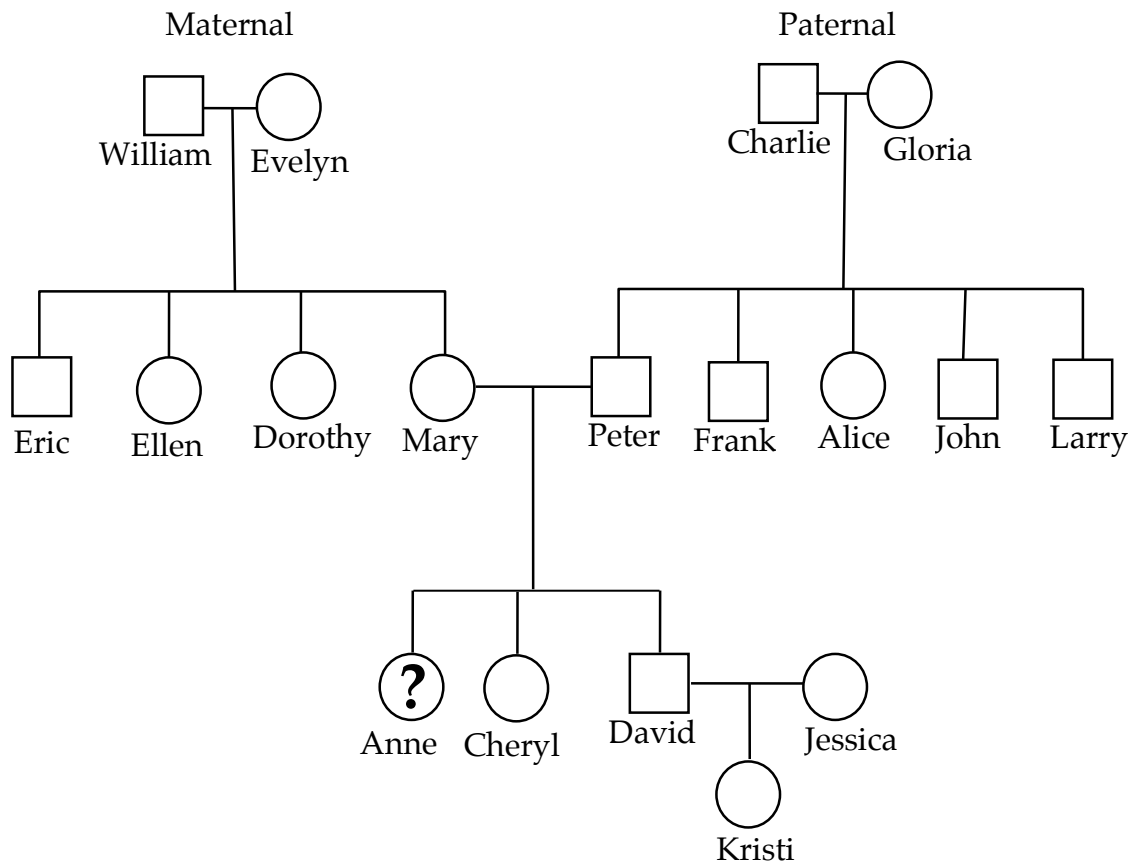 Maternal
Paternal
William
Evelyn
Charlie
Gloria
Eric
Ellen
Dorothy
Mary
Peter
Frank
Alice
John
Larry
?
Anne
Cheryl
David
Jessica
Kristi